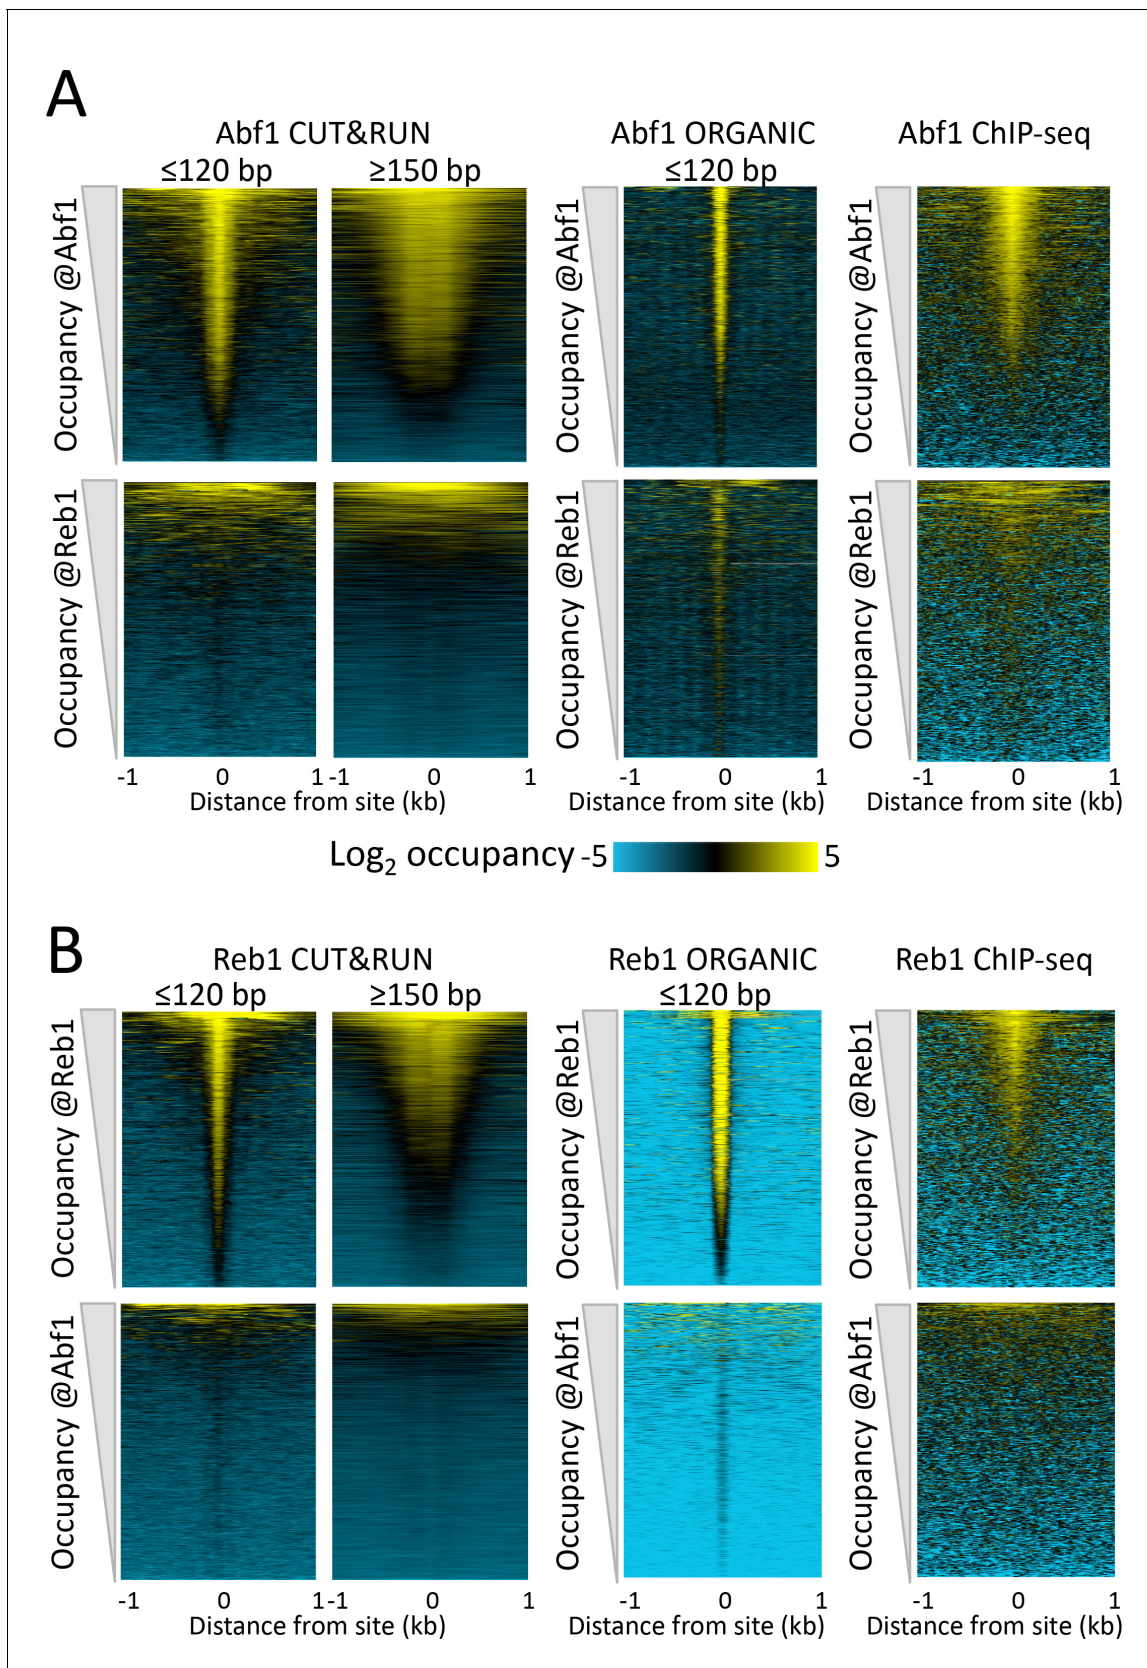 A
Abf1 CUT&RUN
≤120 bp
≥150 bp
Abf1 ORGANIC
≤120 bp
Abf1 ChIP-seq
Occupancy @Abf1
Occupancy @Abf1
Occupancy @Abf1
Occupancy @Reb1
Occupancy @Reb1
Occupancy @Reb1
-1 0 1 -1 0 1
-1 0 1
-1 0 1
Distance from site (kb)
Distance from site (kb)
Distance from site (kb)
Log2 occupancy -5 5
B
Reb1 CUT&RUN
≤120 bp
≥150 bp
Reb1 ORGANIC
≤120 bp
Reb1 ChIP-seq
Occupancy @Reb1
Occupancy @Reb1
Occupancy @Reb1
Occupancy @Abf1
Occupancy @Abf1
Occupancy @Abf1
-1 0 1 -1 0 1
-1 0 1
-1 0 1
Distance from site (kb)
Distance from site (kb)
Distance from site (kb)